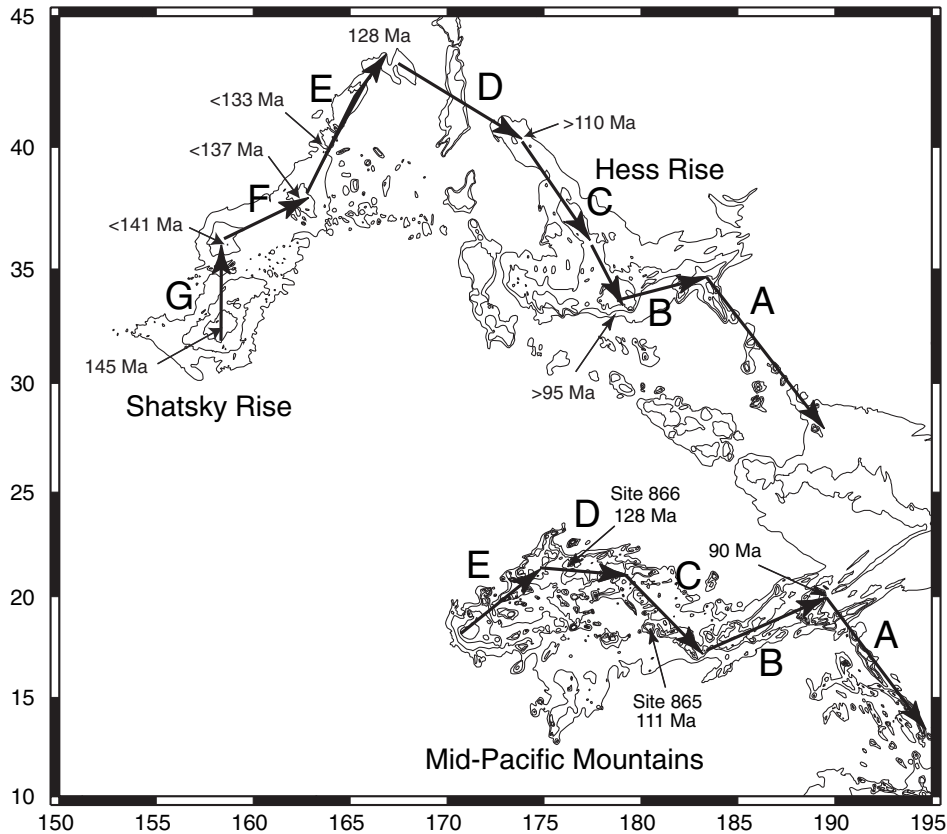 45
40
35
30
25
20
15
10
150
155
160
165
170
175
180
185
190
195
128 Ma
E
D
<133 Ma
>110 Ma
<137 Ma
Hess Rise
F
C
<141 Ma
G
B
A
145 Ma
>95 Ma
Shatsky Rise
Site 866
128 Ma
D
E
90 Ma
C
A
B
Site 865
111 Ma
Mid-Pacific Mountains